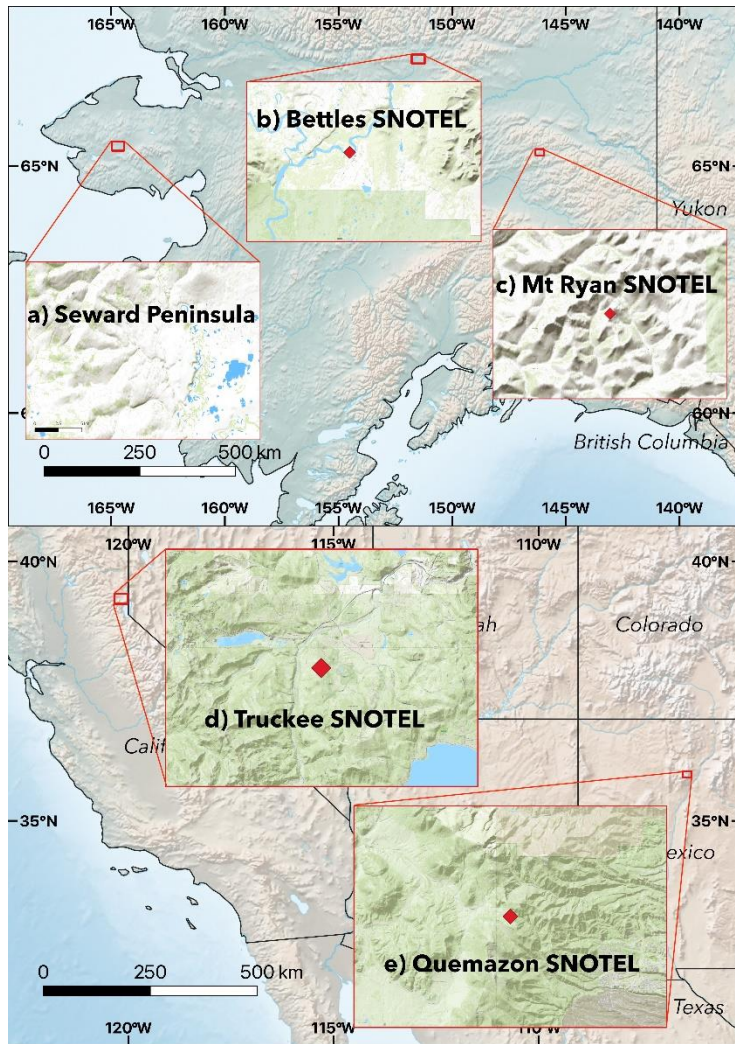 165°W 160°W 155°W 150°W 145°W 140°W
b) Bettles SNOTEL
65°N 65°N
Yukon
c) Mt Ryan SNOTEL
a) Seward Peninsula
60°N
British Columbia
0 250 500 km
165°W 160°W 155°W 150°W 145°W 140°W
120°W 115°W 110°W
40°N 40°N
ah Colorado
d) Truckee SNOTEL
Calif
35°N 35°N
exico
e) Quemazon SNOTEL
0 250 500 km
Texas
120°W 115°W 110°W